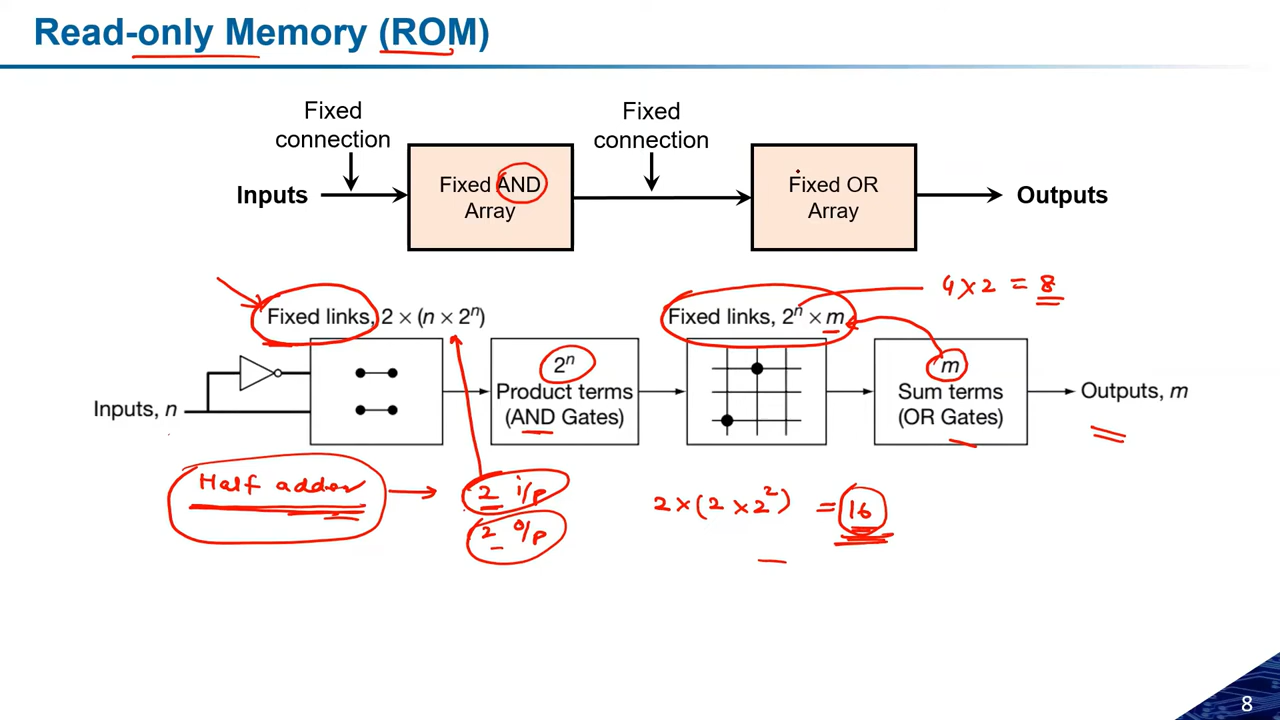 Read-only Memory (ROM)
Fixed
connection
Fixed
connection
Inputs
Fixed AND
Array
Fixed OR
Array
Outputs
4 × 2 = 8
Fixed links, 2 × (n × 2ⁿ)
Fixed links, 2ⁿ × m
Inputs, n
2ⁿ
Product terms
(AND Gates)
m
Sum terms
(OR Gates)
Outputs, m
Half adder
2 i/p
2 o/p
2 × (2 × 2²) = 16
8